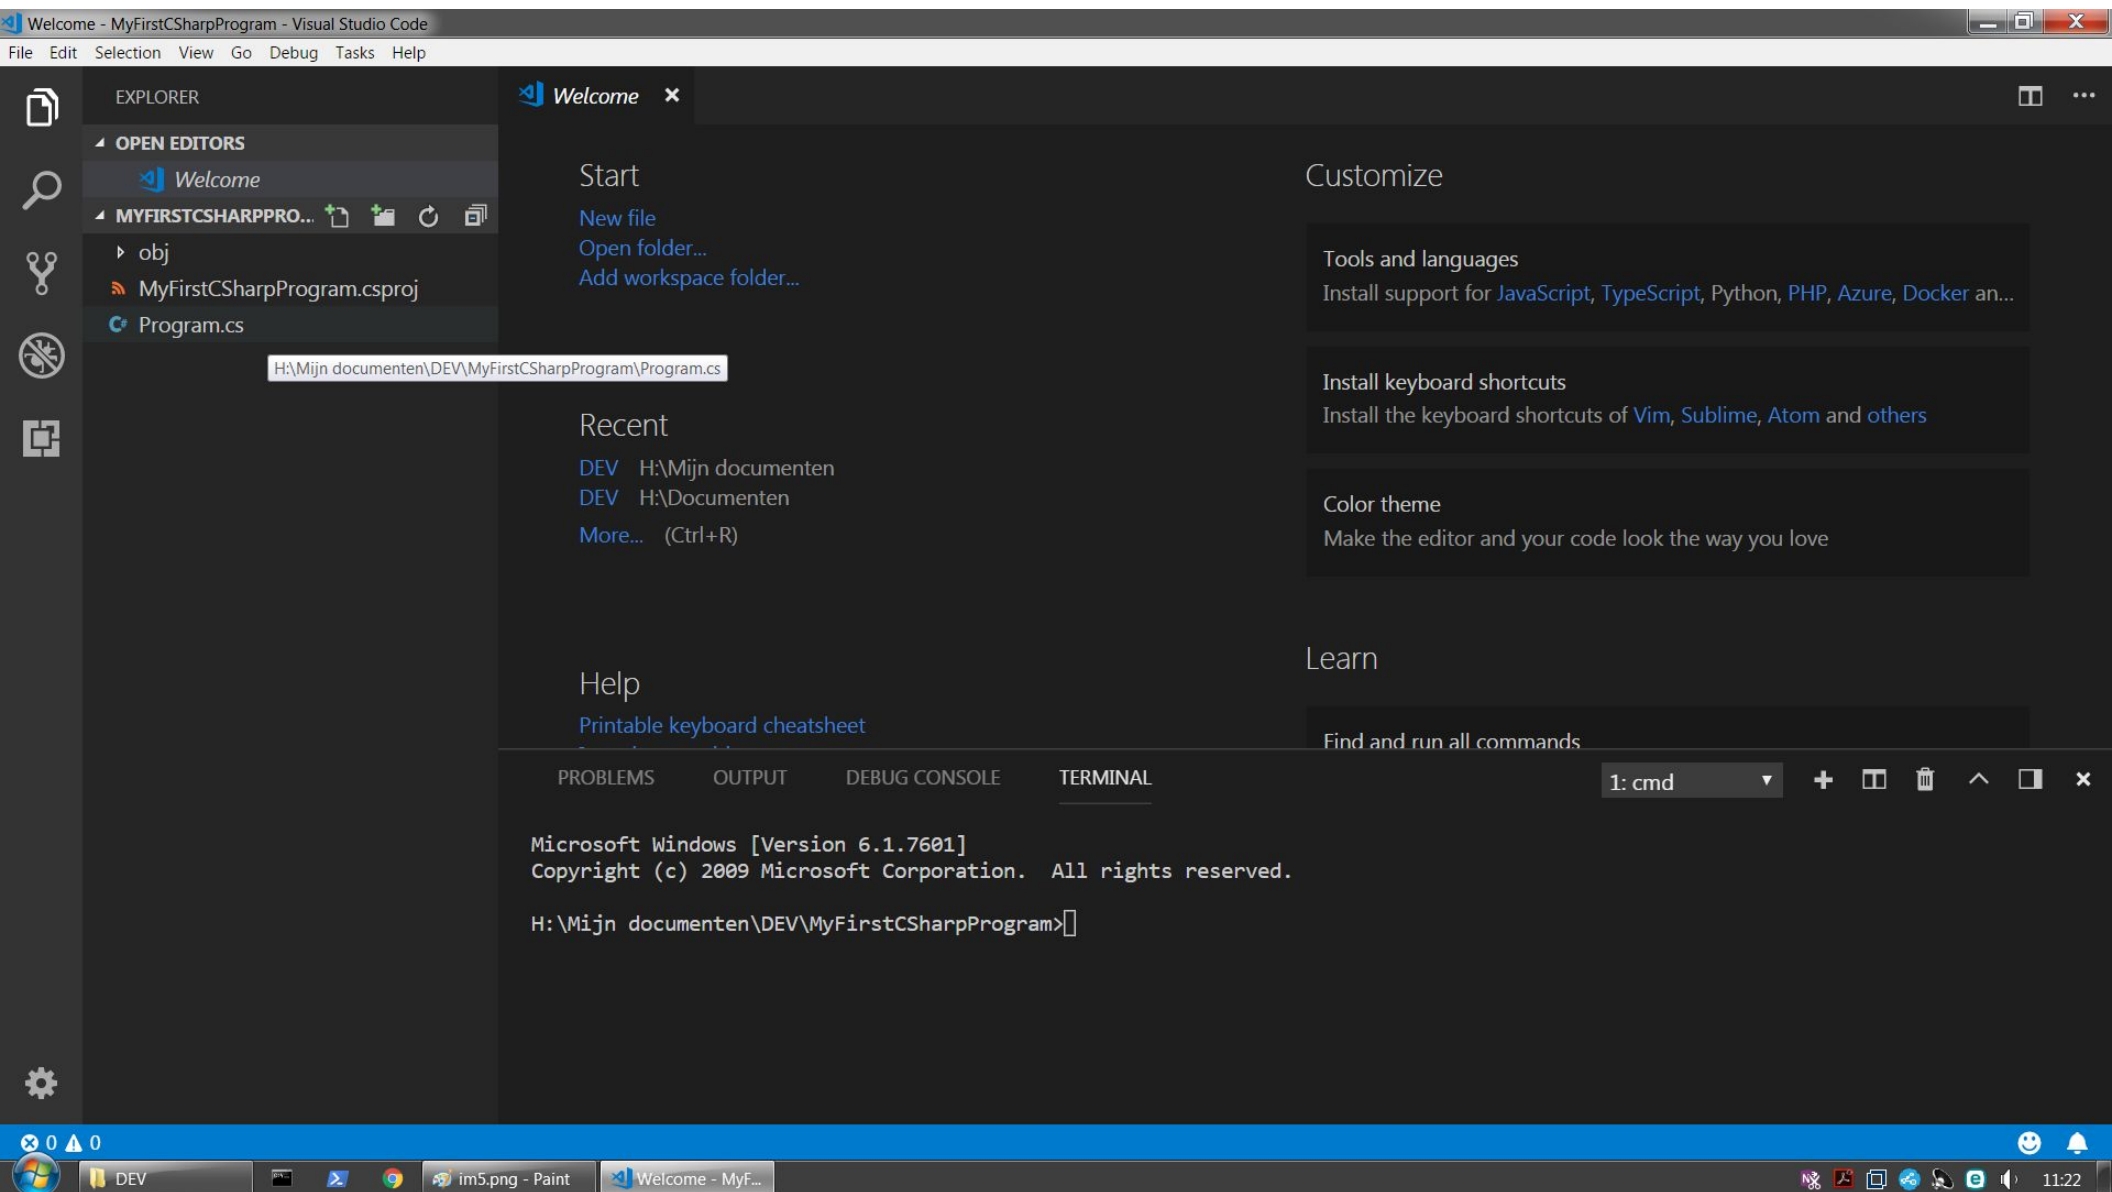 Welcome - MyFirstCSharpProgram - Visual Studio Code
File Edit Selection View Go Debug Tasks Help
EXPLORER
OPEN EDITORS
Welcome
MYFIRSTCSHARPPRO...
obj
MyFirstCSharpProgram.csproj
Program.cs
H:\Mijn documenten\DEV\MyFirstCSharpProgram\Program.cs
Welcome
Start
New file
Open folder...
Add workspace folder...
Recent
DEV H:\Mijn documenten
DEV H:\Documenten
More... (Ctrl+R)
Help
Printable keyboard cheatsheet
Customize
Tools and languages
Install support for JavaScript, TypeScript, Python, PHP, Azure, Docker an...
Install keyboard shortcuts
Install the keyboard shortcuts of Vim, Sublime, Atom and others
Color theme
Make the editor and your code look the way you love
Learn
Find and run all commands
PROBLEMS OUTPUT DEBUG CONSOLE TERMINAL
1: cmd
Microsoft Windows [Version 6.1.7601]
Copyright (c) 2009 Microsoft Corporation. All rights reserved.
H:\Mijn documenten\DEV\MyFirstCSharpProgram>
0 0
DEV
im5.png - Paint
Welcome - MyF...
11:22